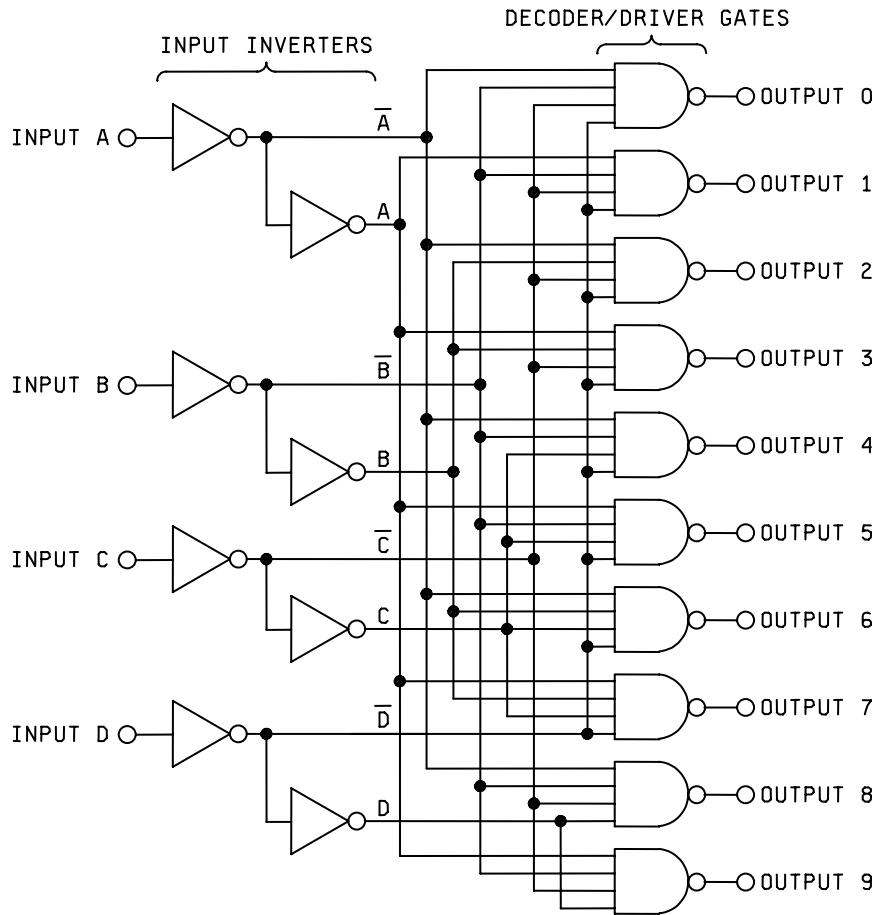 DECODER/DRIVER GATES
INPUT INVERTERS
OUTPUT 0
A̅
INPUT A
OUTPUT 1
A
OUTPUT 2
OUTPUT 3
B̅
INPUT B
OUTPUT 4
B
OUTPUT 5
C̅
INPUT C
C
OUTPUT 6
OUTPUT 7
D̅
INPUT D
OUTPUT 8
D
OUTPUT 9